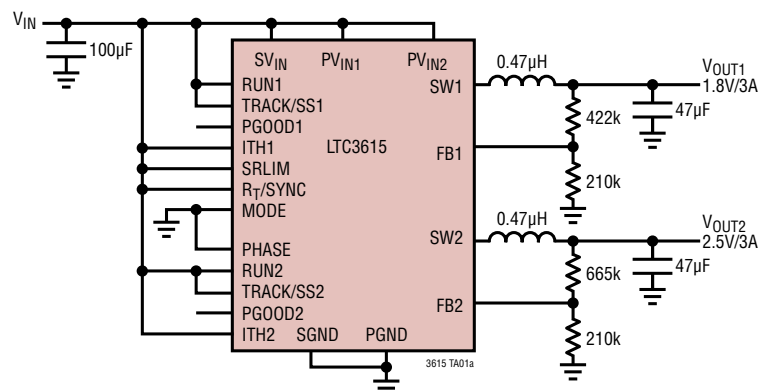 VIN
100µF
SVIN PVIN1 PVIN2
RUN1
TRACK/SS1
PGOOD1
ITH1
SRLIM
RT/SYNC
MODE
PHASE
RUN2
TRACK/SS2
PGOOD2
ITH2
SGND PGND
LTC3615
SW1
FB1
SW2
FB2
0.47µH
VOUT1
1.8V/3A
422k
47µF
210k
0.47µH
VOUT2
2.5V/3A
665k
47µF
210k
3615 TA01a